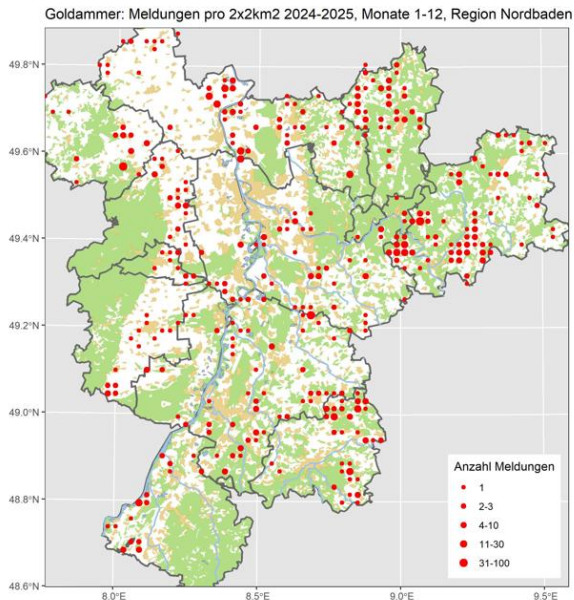 Goldammer: Meldungen pro 2x2km2 2024-2025, Monate 1-12, Region Nordbaden
49.8°N
49.6°N
49.4°N
49.2°N
49.0°N
48.8°N
48.6°N
Anzahl Meldungen
1
2-3
4-10
11-30
31-100
8.0°E
8.5°E
9.0°E
9.5°E